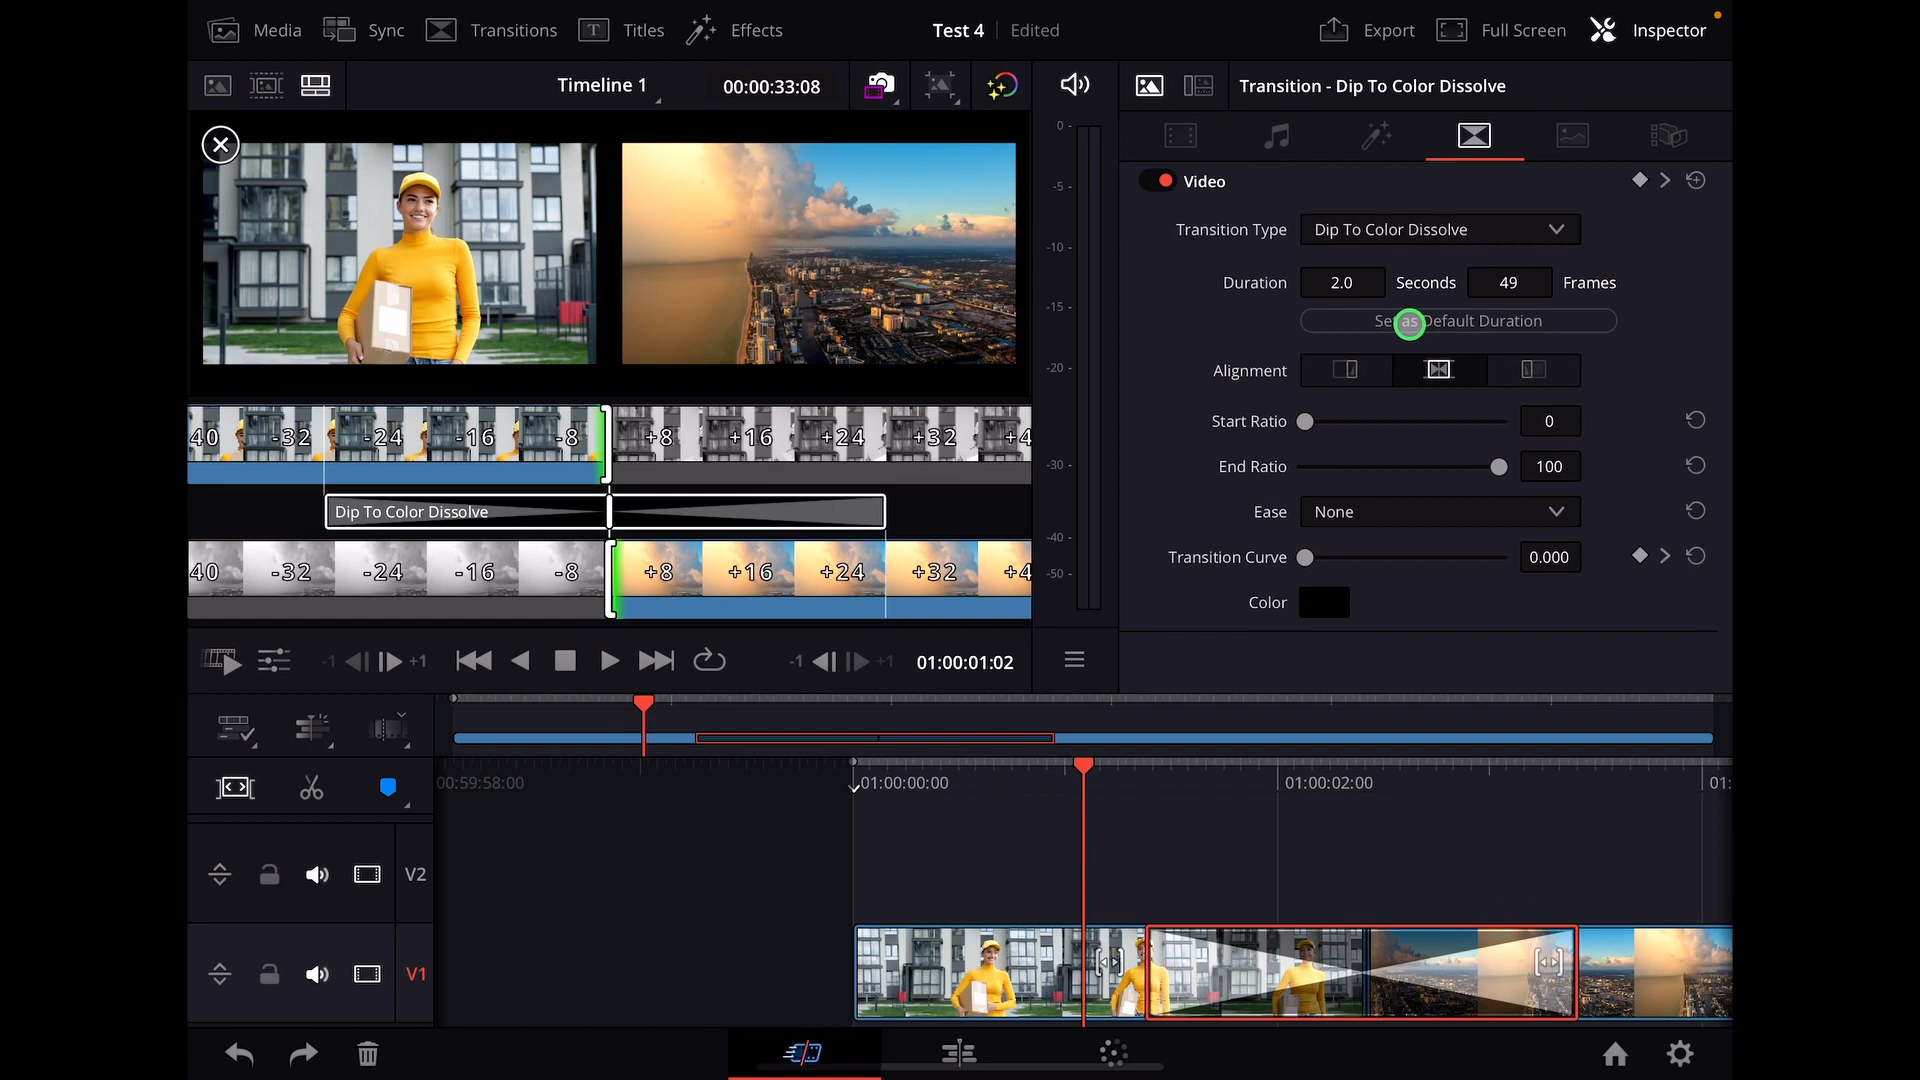 Media Sync Transitions Titles Effects Test 4 Edited Export Full Screen Inspector
Timeline 1 00:00:33:08 Transition - Dip To Color Dissolve
0 -
-5 -
-10 -
-15 -
-20 -
-30 -
-40 -
-50 -
Video
Transition Type Dip To Color Dissolve
Duration 2.0 Seconds 49 Frames
Set as Default Duration
Alignment
Start Ratio 0
End Ratio 100
Ease None
Transition Curve 0.000
Color
40 -32 -24 -16 -8 +8 +16 +24 +32 +4
Dip To Color Dissolve
40 -32 -24 -16 -8 +8 +16 +24 +32 +4
-1 +1 -1 +1 01:00:01:02
00:59:58:00 01:00:00:00 01:00:02:00 01:
V2
V1